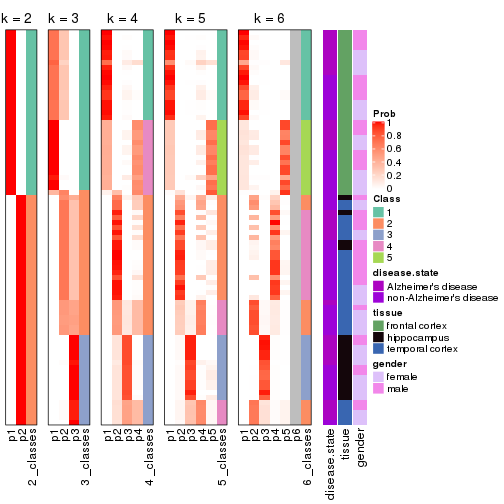 k = 2 k = 3 k = 4 k = 5 k = 6
p1 p2 2_classes p1 p2 p3 3_classes p1 p2 p3 p4 4_classes p1 p2 p3 p4 p5 5_classes p1 p2 p3 p4 p5 p6 6_classes disease.state tissue gender
Prob
1
0.8
0.6
0.4
0.2
0
Class
1
2
3
4
5
disease.state
Alzheimer's disease
non-Alzheimer's disease
tissue
frontal cortex
hippocampus
temporal cortex
gender
female
male